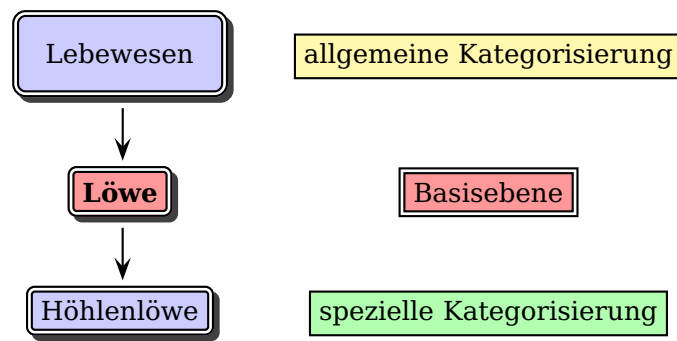 Lebewesen
allgemeine Kategorisierung
Löwe
Basisebene
Höhlenlöwe
spezielle Kategorisierung